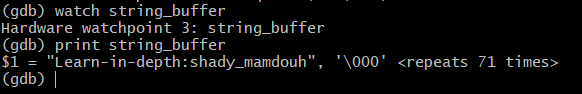 (gdb) watch string_buffer
Hardware watchpoint 3: string_buffer
(gdb) print string_buffer
$1 = "Learn-in-depth:shady_mamdouh", '\000' <repeats 71 times>
(gdb)